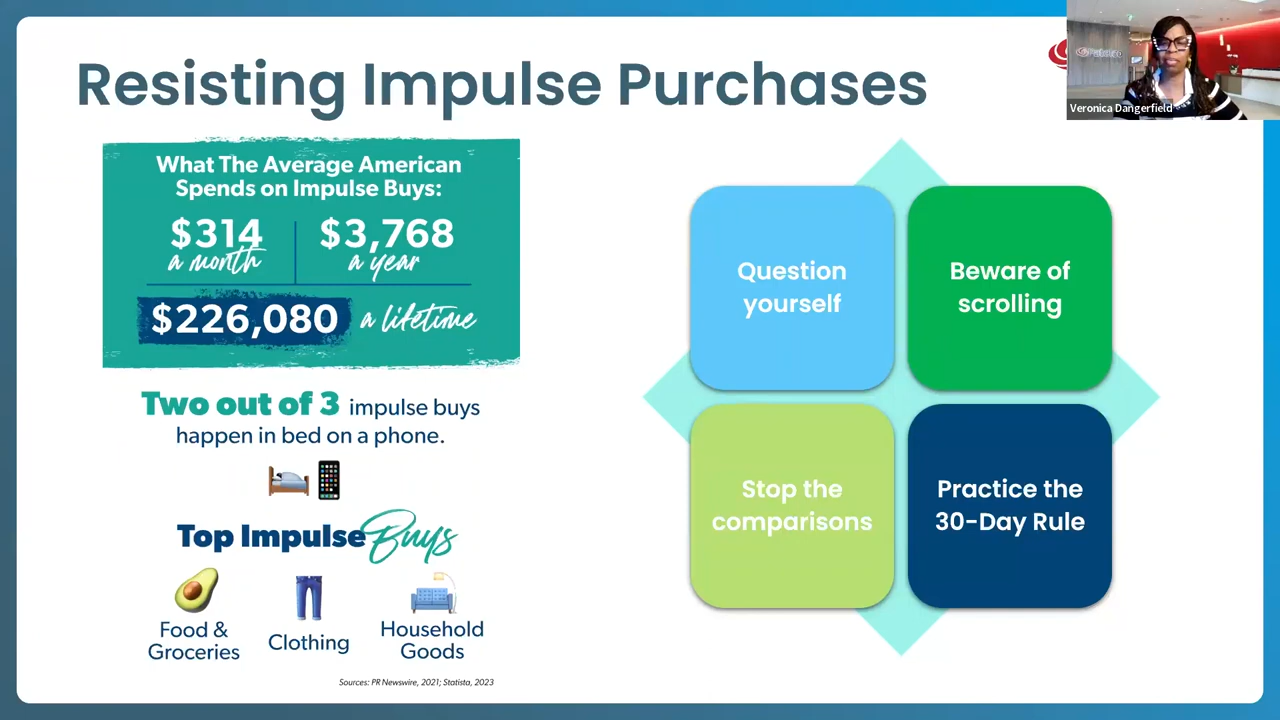 Resisting Impulse Purchases
Veronica Dangerfield
What The Average American
Spends on Impulse Buys:
$314
a month
$3,768
a year
$226,080 a lifetime
Two out of 3 impulse buys
happen in bed on a phone.
Top Impulse Buys
Food &
Groceries
Clothing
Household
Goods
Sources: PR Newswire, 2021; Statista, 2023
Question
yourself
Beware of
scrolling
Stop the
comparisons
Practice the
30-Day Rule